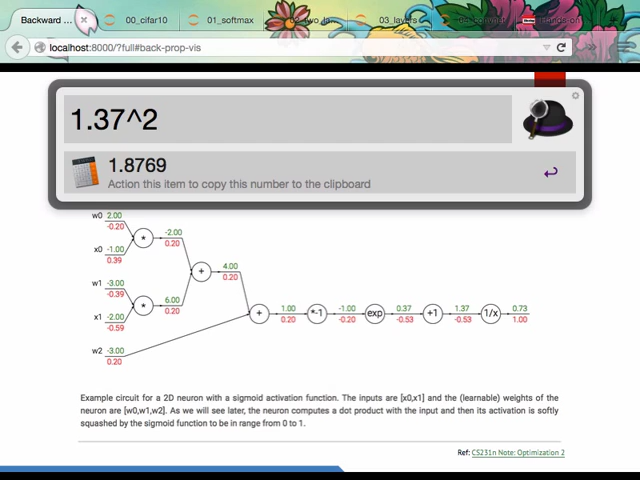 Backward ...
00_cifar10
01_softmax
03_layers
Hands-on
localhost:8000/?full#back-prop-vis
1.37^2
1.8769
Action this item to copy this number to the clipboard
w0 2.00
-0.20
* -2.00
0.20
x0 -1.00
0.39
+ 4.00
0.20
w1 -3.00
-0.39
* 6.00
0.20
x1 -2.00
-0.59
+ 1.00 *-1 -1.00 exp 0.37 +1 1.37 1/x 0.73
0.20 -0.20 -0.53 -0.53 1.00
w2 -3.00
0.20
Example circuit for a 2D neuron with a sigmoid activation function. The inputs are [x0,x1] and the (learnable) weights of the
neuron are [w0,w1,w2]. As we will see later, the neuron computes a dot product with the input and then its activation is softly
squashed by the sigmoid function to be in range from 0 to 1.
Ref: CS231n Note: Optimization 2